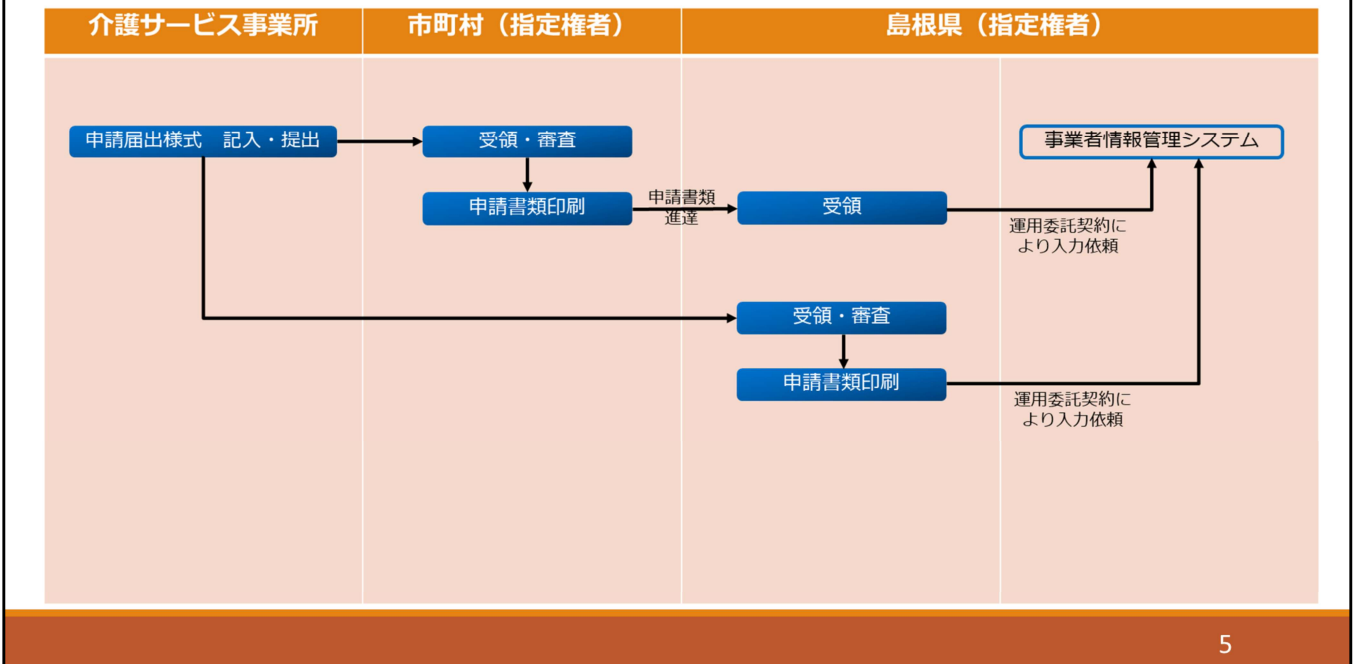 介護サービス事業所
市町村（指定権者）
島根県（指定権者）
申請届出様式　記入・提出
受領・審査
事業者情報管理システム
申請書類印刷
申請書類
進達
受領
運用委託契約に
より入力依頼
受領・審査
申請書類印刷
運用委託契約に
より入力依頼
5